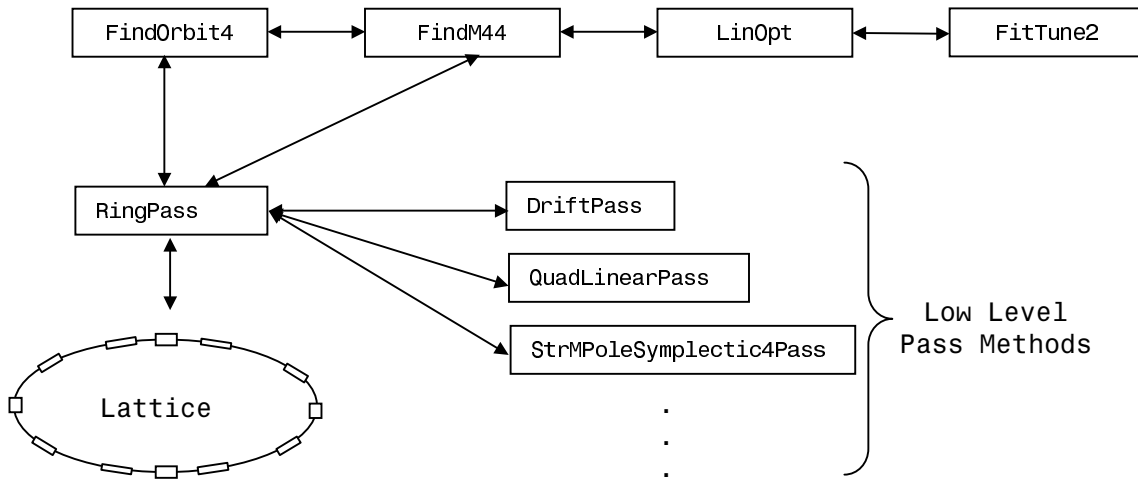 FindOrbit4
FindM44
LinOpt
FitTune2
RingPass
DriftPass
QuadLinearPass
StrMPoleSymplectic4Pass
Low Level
Pass Methods
Lattice
.
.
.